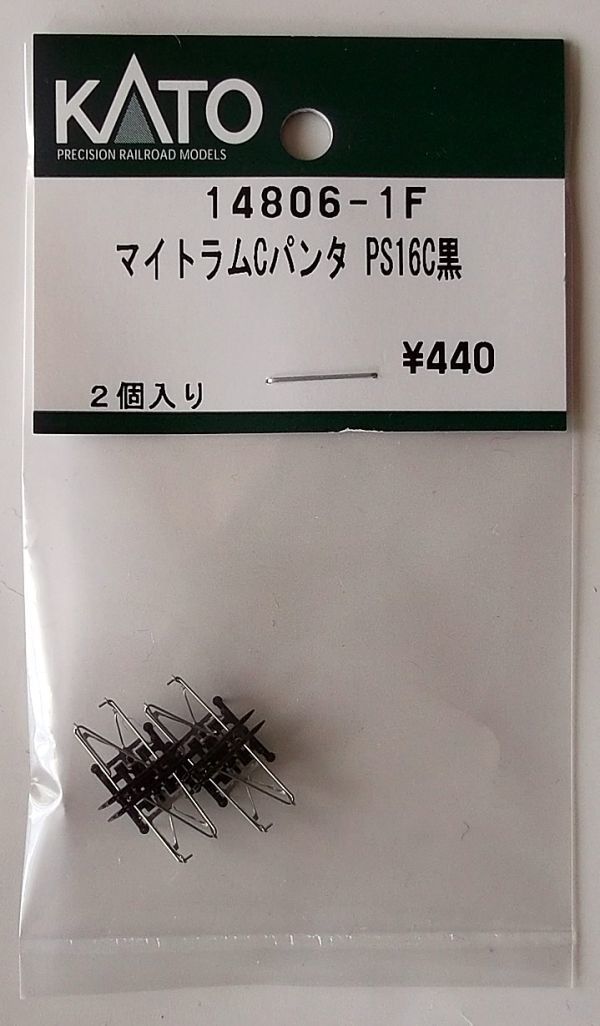 KATO
PRECISION RAILROAD MODELS
14806-1F
マイトラムCパンタ PS16C黒
¥440
2個入り